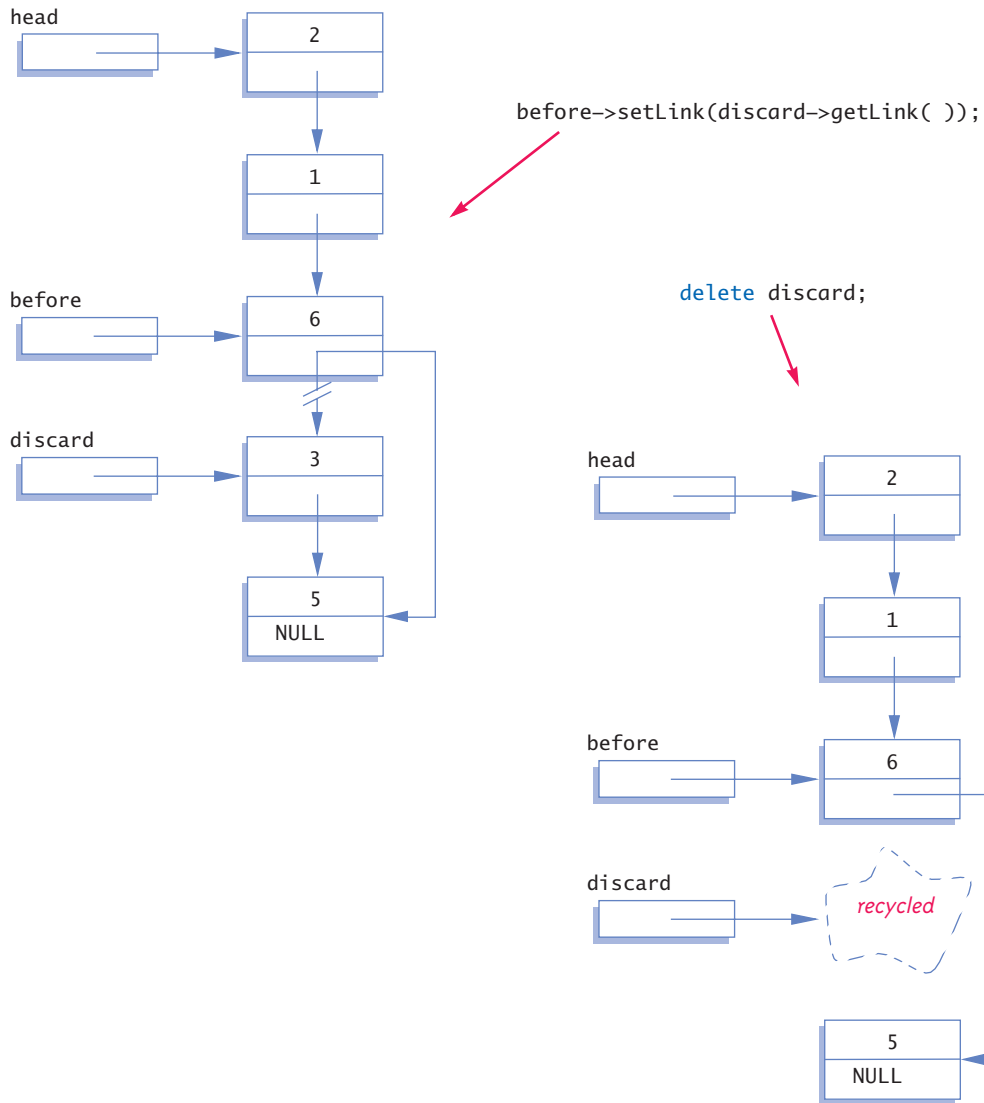 head
2
before–>setLink(discard–>getLink( ));
1
before
6
delete discard;
discard
3
head
2
5
NULL
1
before
6
discard
recycled
5
NULL